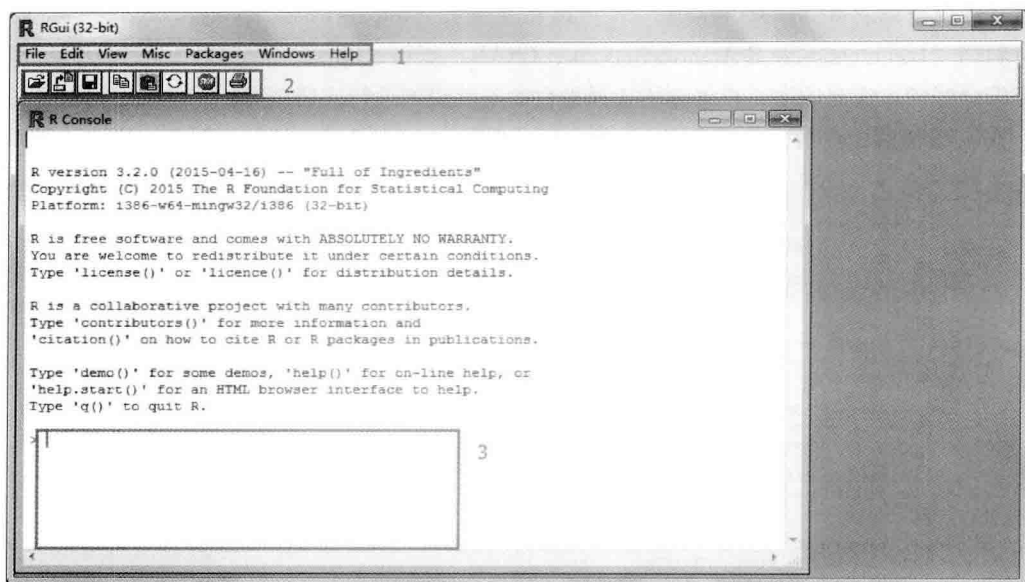 RGui (32-bit)
File Edit View Misc Packages Windows Help
1
2
R Console
R version 3.2.0 (2015-04-16) -- "Full of Ingredients"
Copyright (C) 2015 The R Foundation for Statistical Computing
Platform: i386-w64-mingw32/i386 (32-bit)
R is free software and comes with ABSOLUTELY NO WARRANTY.
You are welcome to redistribute it under certain conditions.
Type 'license()' or 'licence()' for distribution details.
R is a collaborative project with many contributors.
Type 'contributors()' for more information and
'citation()' on how to cite R or R packages in publications.
Type 'demo()' for some demos, 'help()' for on-line help, or
'help.start()' for an HTML browser interface to help.
Type 'q()' to quit R.
>
3